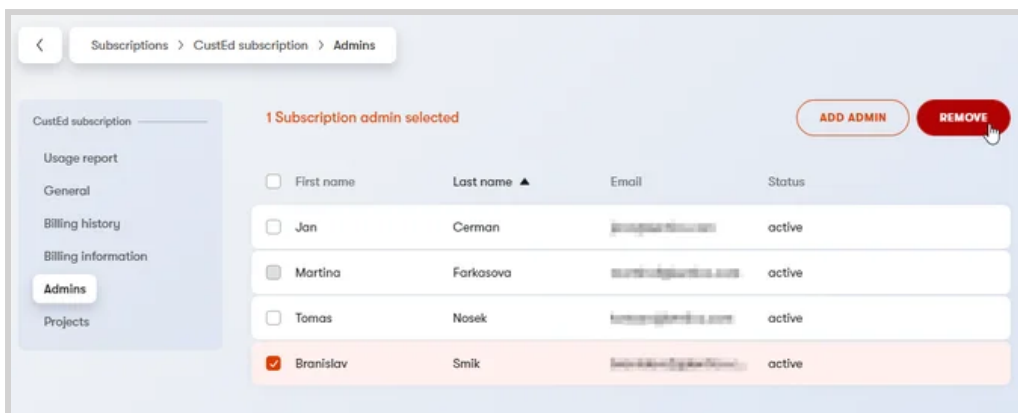 Subscriptions > CustEd subscription > Admins
CustEd subscription
Usage report
General
Billing history
Billing information
Admins
Projects
1 Subscription admin selected
ADD ADMIN
REMOVE
First name Last name ▲ Email Status
Jan Cerman active
Martina Farkasova active
Tomas Nosek active
Branislav Smik active